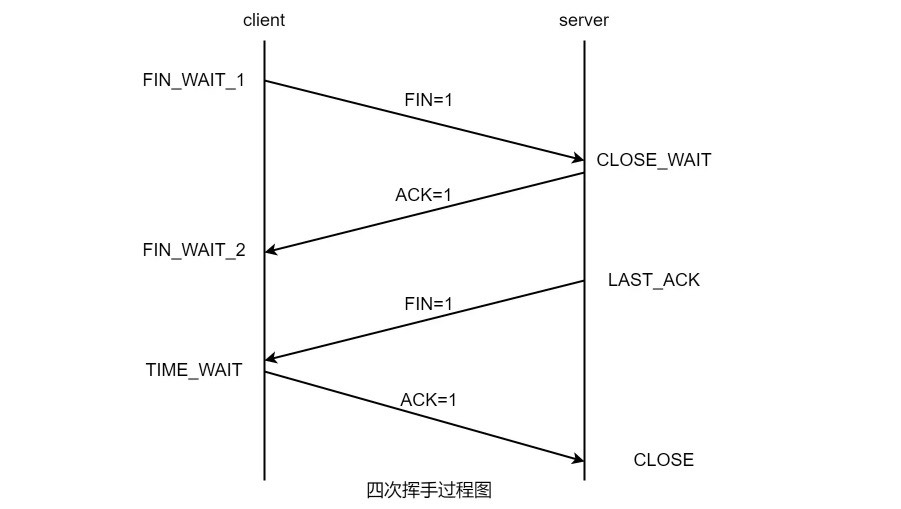 client
server
FIN_WAIT_1
FIN=1
CLOSE_WAIT
ACK=1
FIN_WAIT_2
LAST_ACK
FIN=1
TIME_WAIT
ACK=1
CLOSE
四次挥手过程图